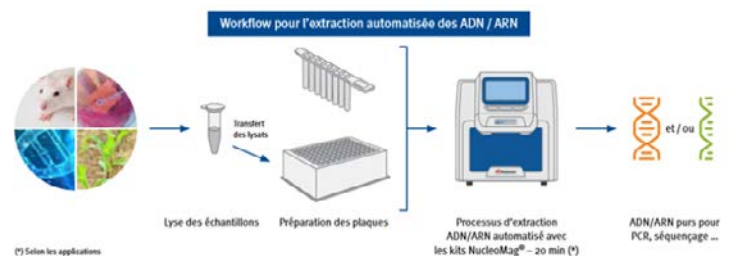 Workflow pour l'extraction automatisée des ADN / ARN
Transfert
des lysats
et / ou
Lyse des échantillons
Préparation des plaques
Processus d'extraction
ADN/ARN automatisé avec
les kits NucleoMag® – 20 min (*)
ADN/ARN purs pour
PCR, séquençage ...
(*) Selon les applications